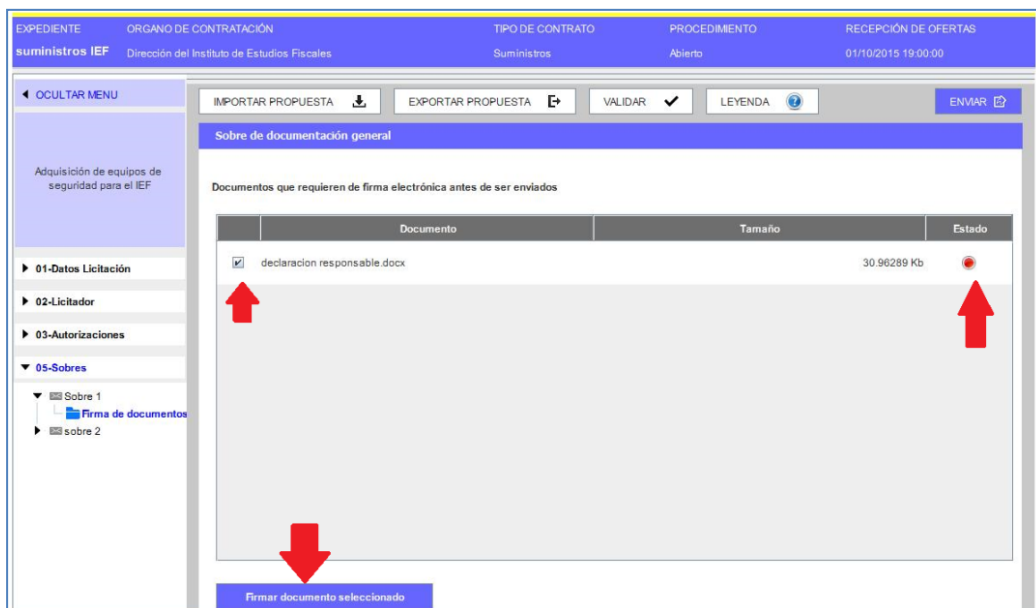 EXPEDIENTE ORGANO DE CONTRATACIÓN TIPO DE CONTRATO PROCEDIMIENTO RECEPCIÓN DE OFERTAS
suministros IEF Dirección del Instituto de Estudios Fiscales Suministros Abierto 01/10/2015 19:00:00
OCULTAR MENU
IMPORTAR PROPUESTA EXPORTAR PROPUESTA VALIDAR LEYENDA ENVIAR
Sobre de documentación general
Adquisición de equipos de
seguridad para el IEF
Documentos que requieren de firma electrónica antes de ser enviados
Documento Tamaño Estado
declaracion responsable.docx 30.96289 Kb
01-Datos Licitación
02-Licitador
03-Autorizaciones
05-Sobres
Sobre 1
Firma de documentos
sobre 2
Firmar documento seleccionado